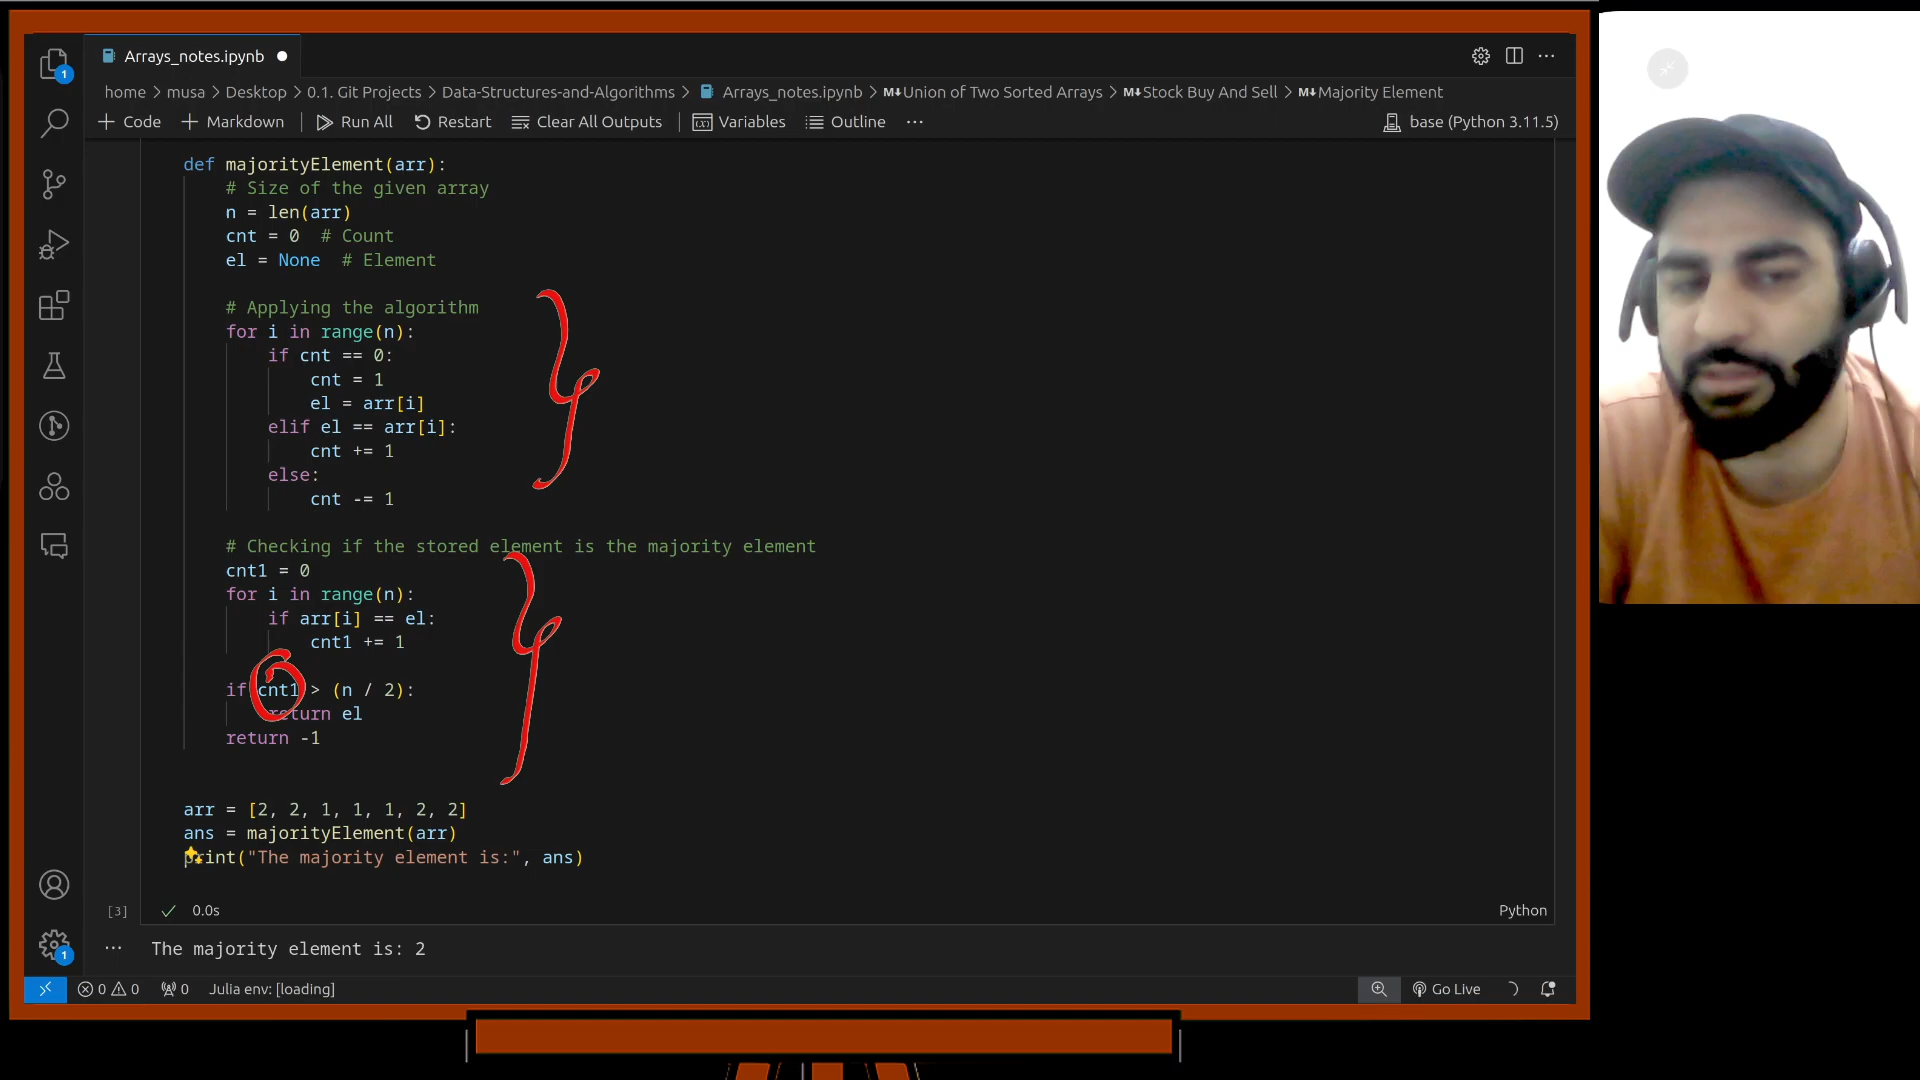 Arrays_notes.ipynb
home > musa > Desktop > 0.1. Git Projects > Data-Structures-and-Algorithms > Arrays_notes.ipynb > M↓Union of Two Sorted Arrays > M↓Stock Buy And Sell > M↓Majority Element
+ Code + Markdown Run All Restart Clear All Outputs Variables Outline ... base (Python 3.11.5)
def majorityElement(arr):
# Size of the given array
n = len(arr)
cnt = 0 # Count
el = None # Element
# Applying the algorithm
for i in range(n):
if cnt == 0:
cnt = 1
el = arr[i]
elif el == arr[i]:
cnt += 1
else:
cnt -= 1
# Checking if the stored element is the majority element
cnt1 = 0
for i in range(n):
if arr[i] == el:
cnt1 += 1
if cnt1 > (n / 2):
return el
return -1
arr = [2, 2, 1, 1, 1, 2, 2]
ans = majorityElement(arr)
print("The majority element is:", ans)
[3] 0.0s Python
... The majority element is: 2
0 0 0 Julia env: [loading] Go Live
1
1